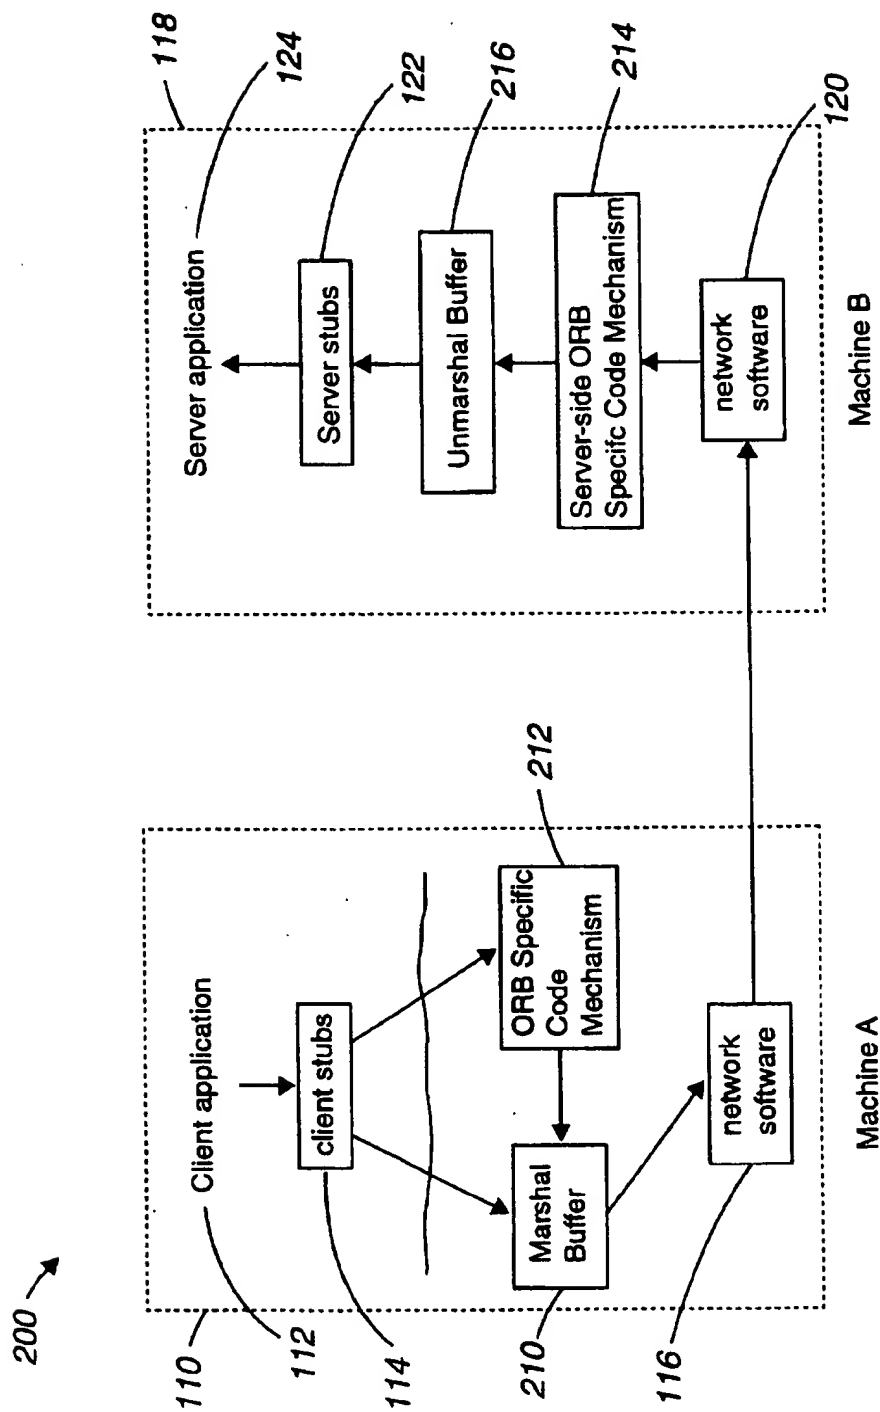 200
110
112
Client application
114
client stubs
212
ORB Specific
Code
Mechanism
210
Marshal
Buffer
116
network
software
Machine A
118
124
Server application
122
Server stubs
216
Unmarshal Buffer
214
Server-side ORB
Specifc Code Mechanism
120
network
software
Machine B